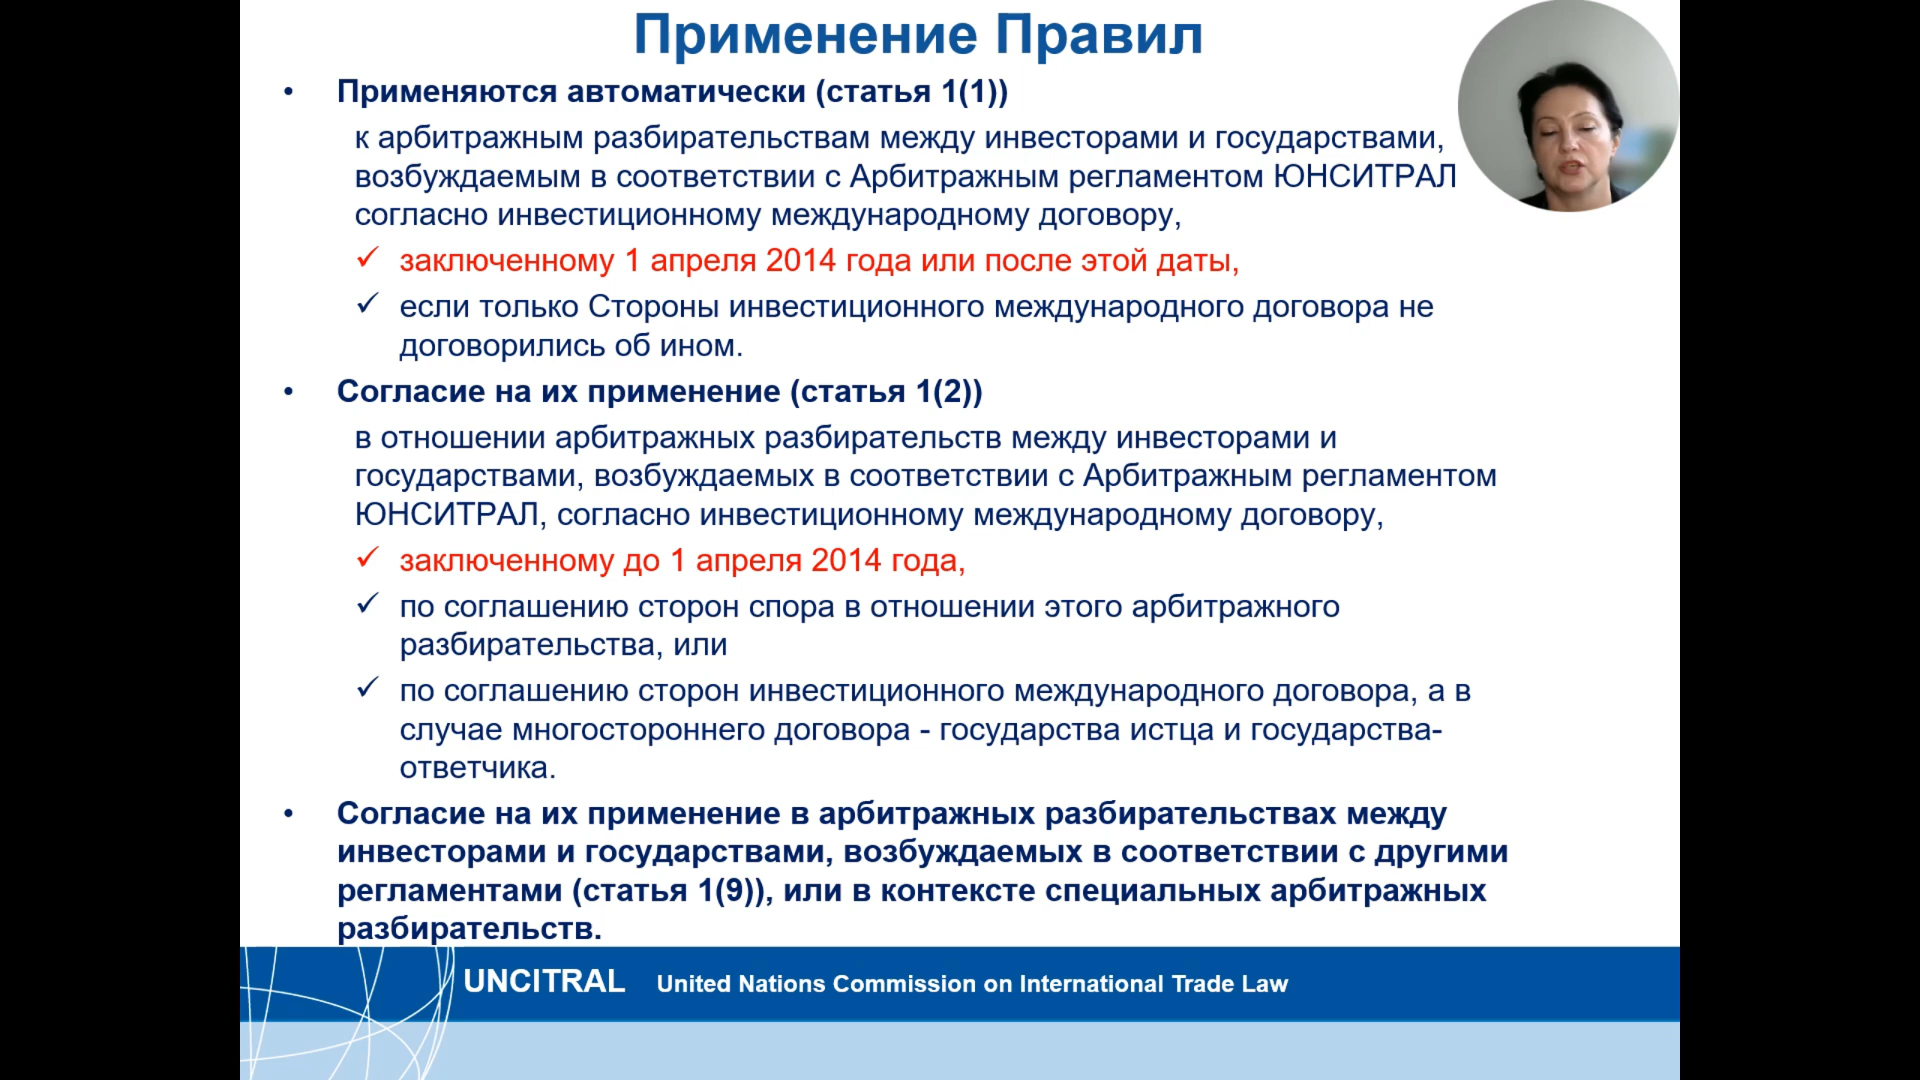 Применение Правил
• Применяются автоматически (статья 1(1))
к арбитражным разбирательствам между инвесторами и государствами,
возбуждаемым в соответствии с Арбитражным регламентом ЮНСИТРАЛ
согласно инвестиционному международному договору,
✓ заключенному 1 апреля 2014 года или после этой даты,
✓ если только Стороны инвестиционного международного договора не
договорились об ином.
• Согласие на их применение (статья 1(2))
в отношении арбитражных разбирательств между инвесторами и
государствами, возбуждаемых в соответствии с Арбитражным регламентом
ЮНСИТРАЛ, согласно инвестиционному международному договору,
✓ заключенному до 1 апреля 2014 года,
✓ по соглашению сторон спора в отношении этого арбитражного
разбирательства, или
✓ по соглашению сторон инвестиционного международного договора, а в
случае многостороннего договора - государства истца и государства-
ответчика.
• Согласие на их применение в арбитражных разбирательствах между
инвесторами и государствами, возбуждаемых в соответствии с другими
регламентами (статья 1(9)), или в контексте специальных арбитражных
разбирательств.
UNCITRAL United Nations Commission on International Trade Law